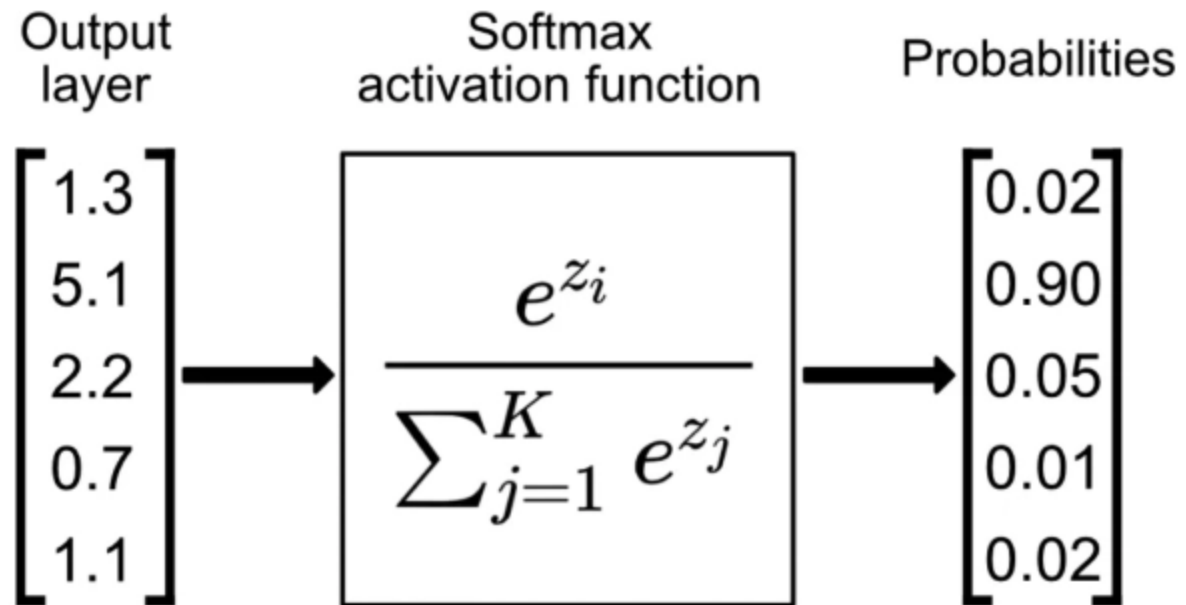 Output
layer
Softmax
activation function
Probabilities
1.3
5.1
2.2
0.7
1.1
e^{z_i}
∑_{j=1}^{K} e^{z_j}
0.02
0.90
0.05
0.01
0.02